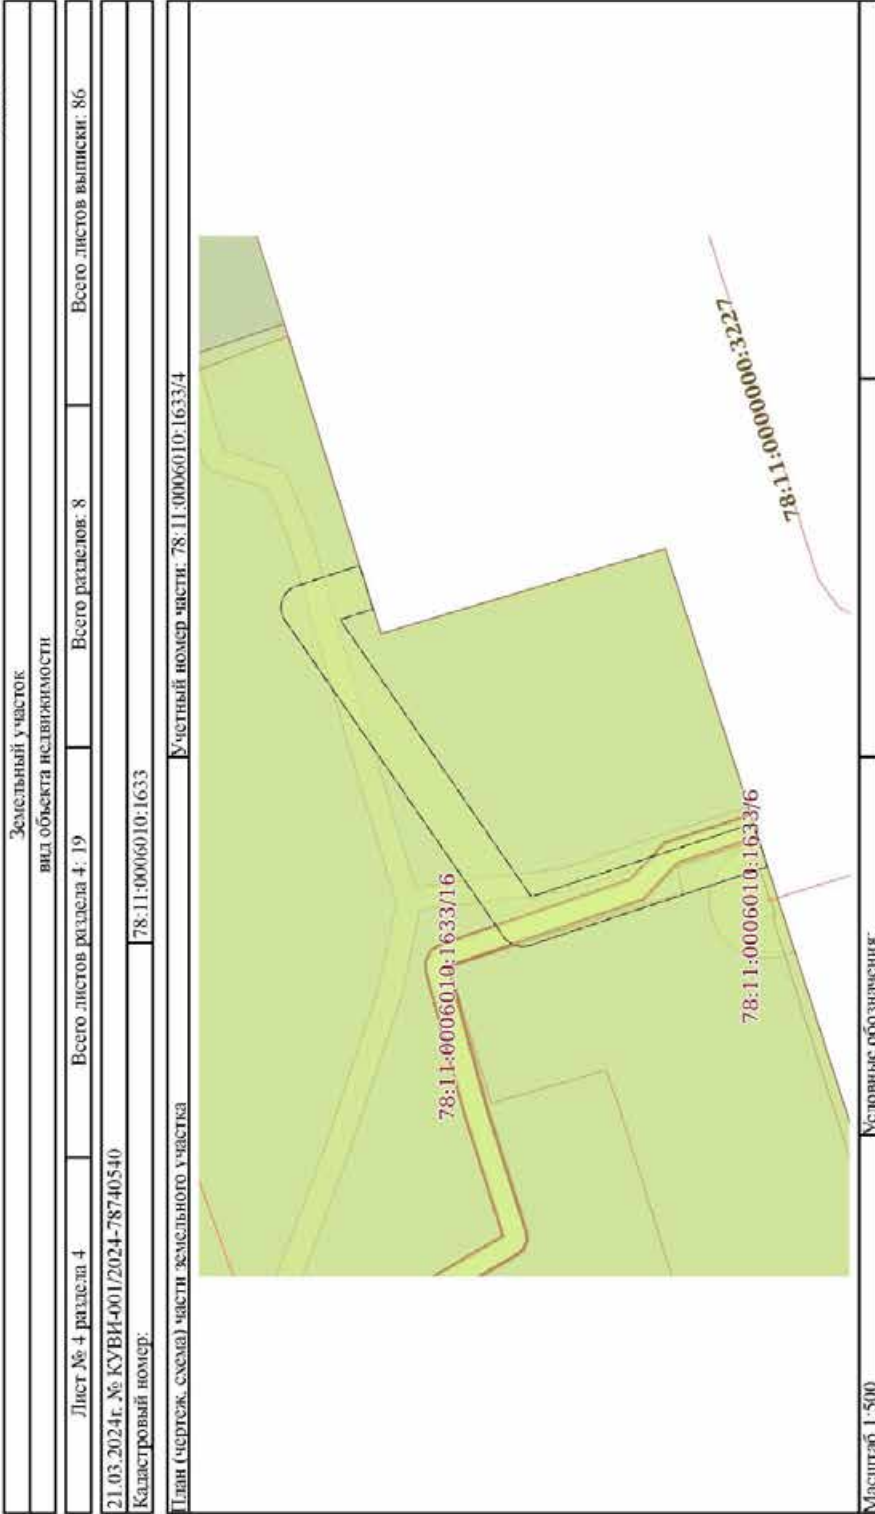 Земельный участок
вид объекта недвижимости
Лист № 4 раздела 4 Всего листов раздела 4: 19 Всего разделов: 8 Всего листов выписки: 86
21.03.2024г. № КУВИ-001/2024-78740540
Кадастровый номер: 78:11:0006010:1633
План (чертеж, схема) части земельного участка Учетный номер части: 78:11:0006010:1633/4
78:11:0006010:1633/16
78:11:0006010:1633/6
78:11:0000000:3227
Масштаб 1:500 Условные обозначения: